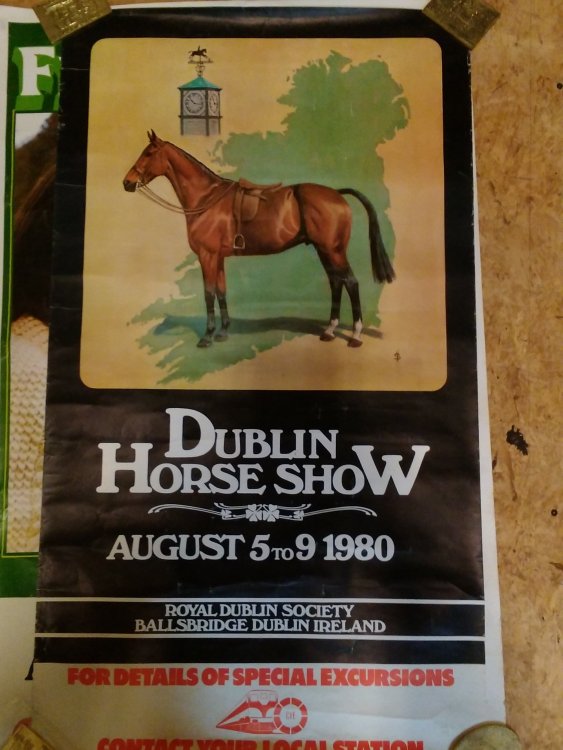 F
DUBLIN
HORSE SHOW
AUGUST 5 TO 9 1980
ROYAL DUBLIN SOCIETY
BALLSBRIDGE DUBLIN IRELAND
FOR DETAILS OF SPECIAL EXCURSIONS
CONTACT YOUR LOCAL STATION